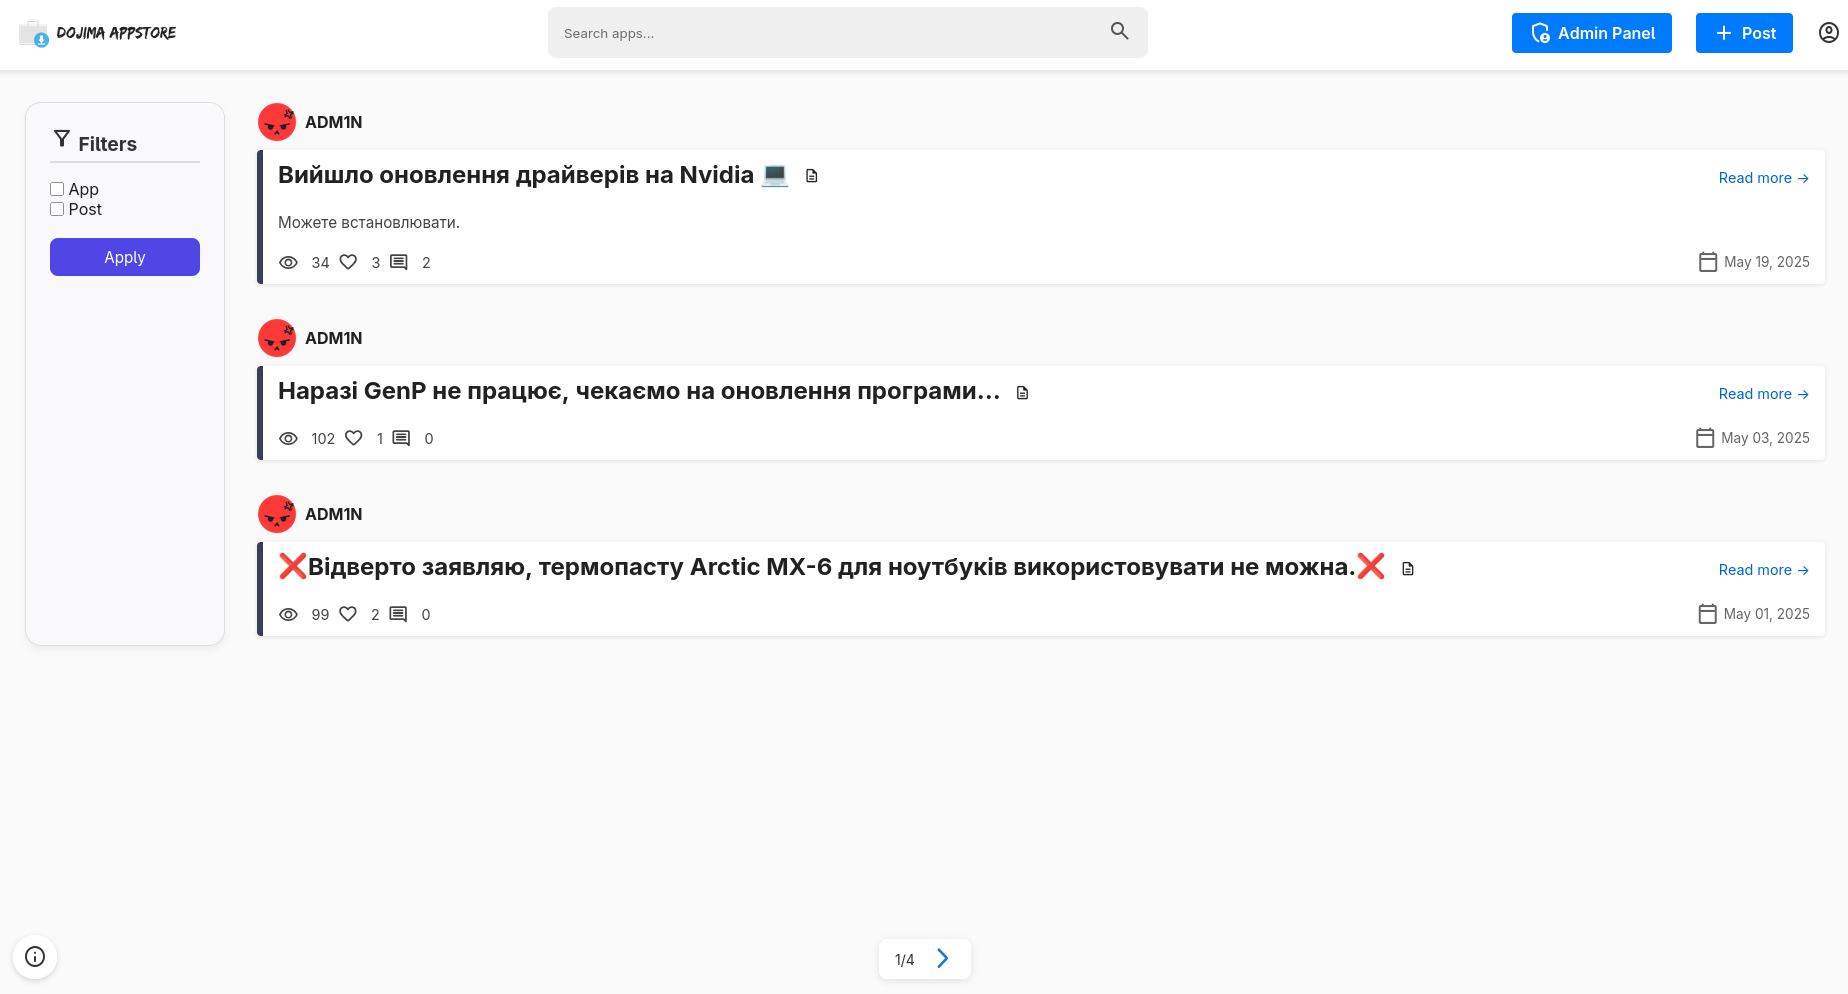 DOJIMA APPSTORE
Search apps...
Admin Panel
Post
Filters
App
Post
Apply
ADM1N
Вийшло оновлення драйверів на Nvidia 💻
Read more →
Можете встановлювати.
34 3 2
May 19, 2025
ADM1N
Наразі GenP не працює, чекаємо на оновлення програми...
Read more →
102 1 0
May 03, 2025
ADM1N
❌Відверто заявляю, термопасту Arctic MX-6 для ноутбуків використовувати не можна.❌
Read more →
99 2 0
May 01, 2025
1/4